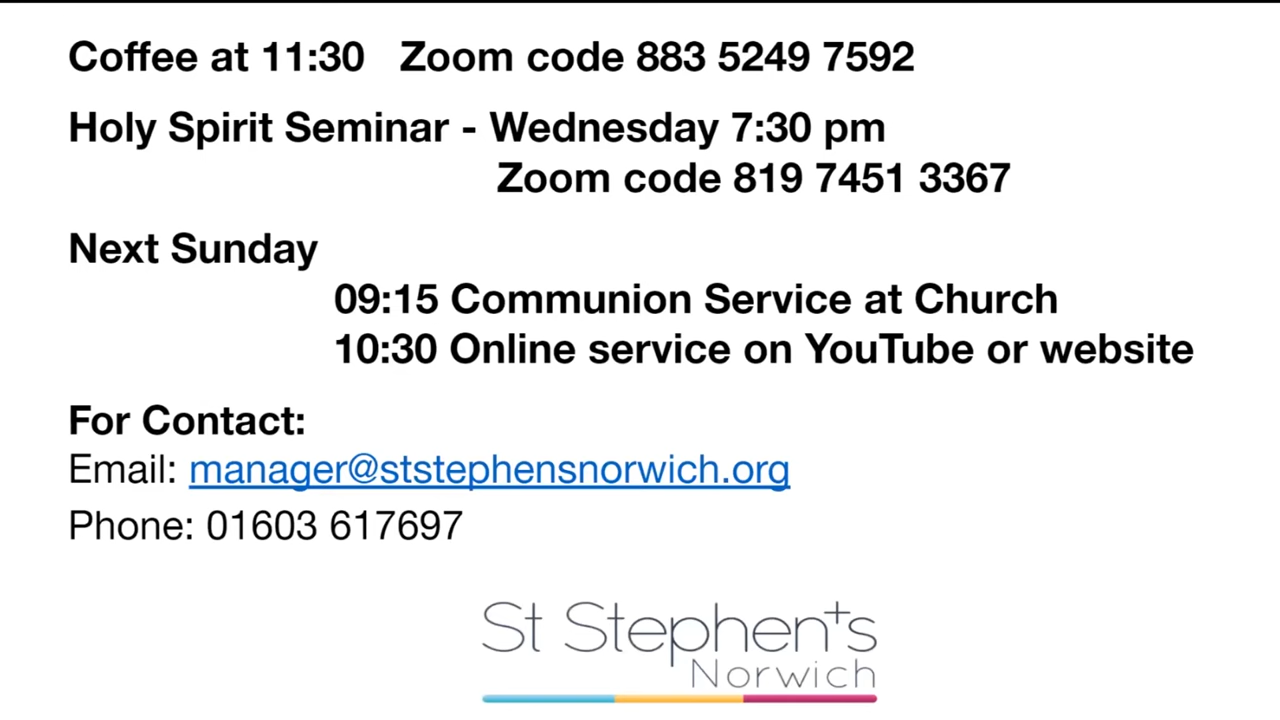 Coffee at 11:30 Zoom code 883 5249 7592
Holy Spirit Seminar - Wednesday 7:30 pm
Zoom code 819 7451 3367
Next Sunday
09:15 Communion Service at Church
10:30 Online service on YouTube or website
For Contact:
Email: manager@ststephensnorwich.org
Phone: 01603 617697
St Stephen's
Norwich